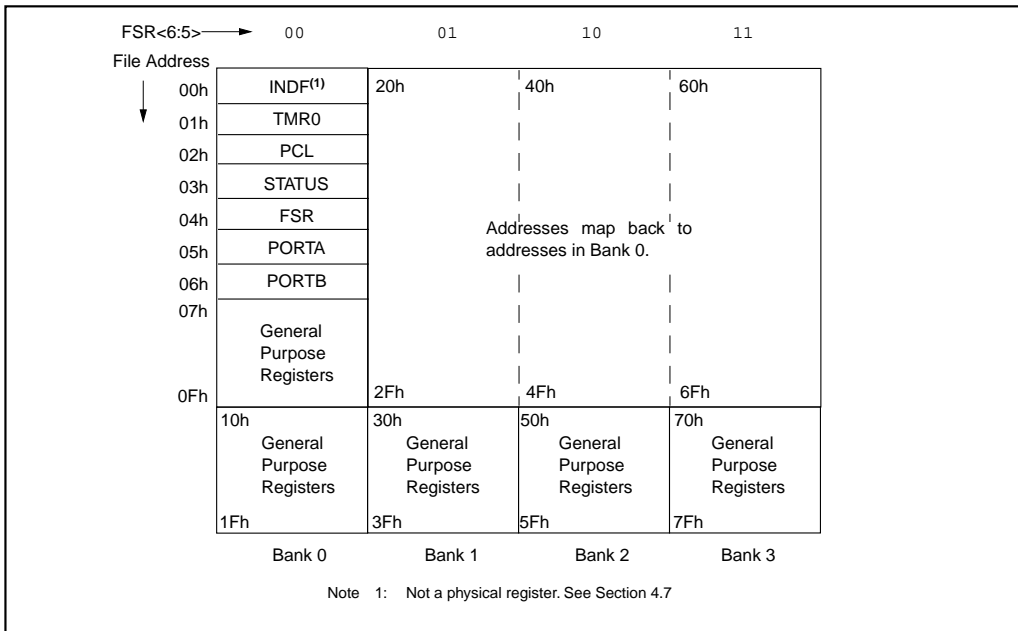 FSR<6:5> 00 01 10 11
File Address
00h INDF(1) 20h 40h 60h
01h TMR0
02h PCL
03h STATUS
04h FSR
Addresses map back to
addresses in Bank 0.
05h PORTA
06h PORTB
07h
General
Purpose
Registers
0Fh 2Fh 4Fh 6Fh
10h 30h 50h 70h
General General General General
Purpose Purpose Purpose Purpose
Registers Registers Registers Registers
1Fh 3Fh 5Fh 7Fh
Bank 0 Bank 1 Bank 2 Bank 3
Note 1: Not a physical register. See Section 4.7